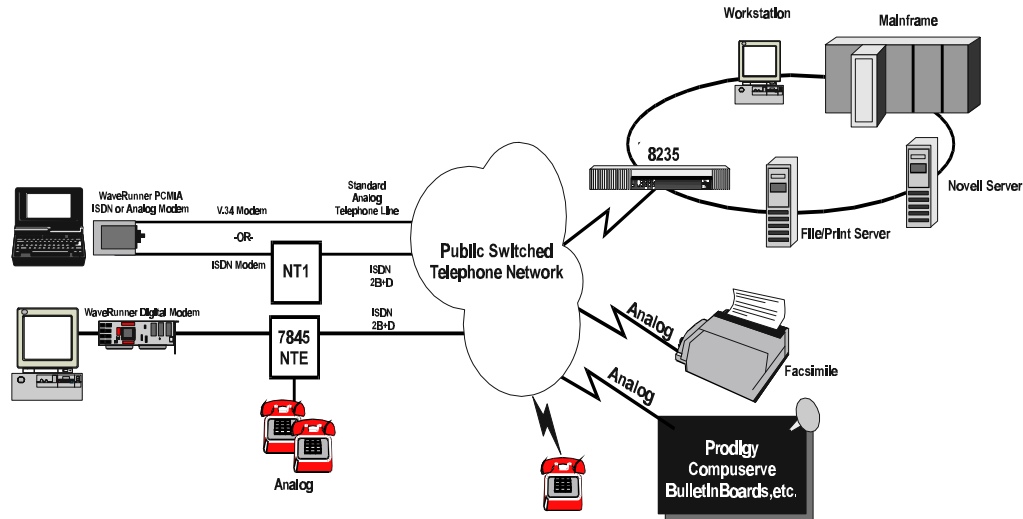 Workstation
Mainframe
8235
Novell Server
File/Print Server
WaveRunner PCMIA
ISDN or Analog Modem
V.34 Modem
Standard
Analog
Telephone Line
-OR-
ISDN Modem
NT1
ISDN
2B+D
Public Switched
Telephone Network
WaveRunner Digital Modem
7845
NTE
ISDN
2B+D
Analog
Analog
Facsimile
Analog
Prodigy
Compuserve
BulletinBoards,etc.